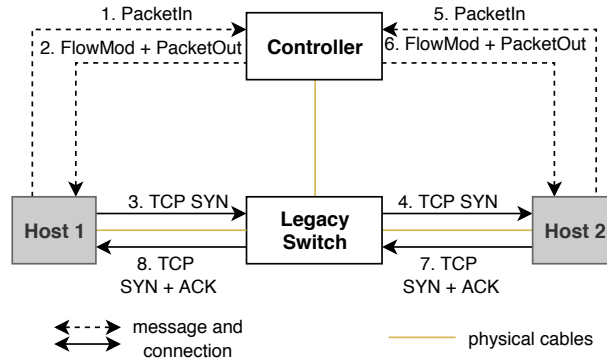 1. PacketIn
5. PacketIn
2. FlowMod + PacketOut
Controller
6. FlowMod + PacketOut
3. TCP SYN
4. TCP SYN
Host 1
Legacy
Switch
Host 2
8. TCP
SYN + ACK
7. TCP
SYN + ACK
message and
connection
physical cables